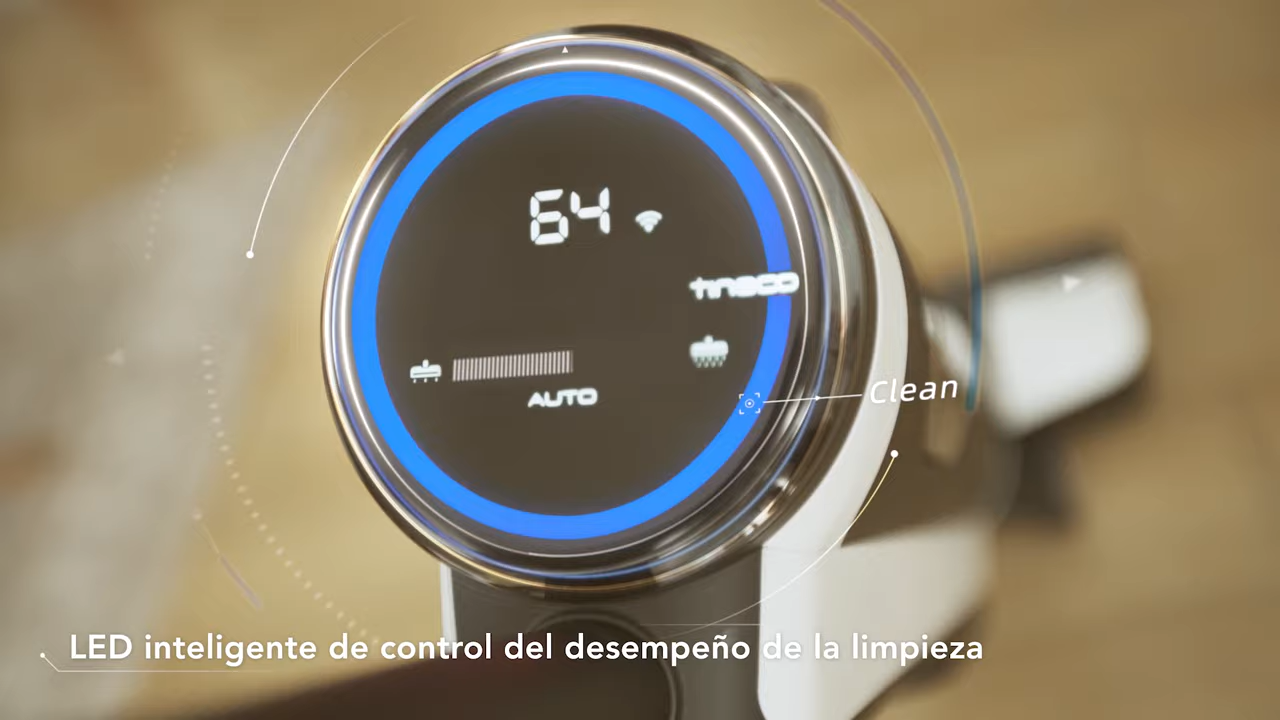 64
tineco
AUTO
Clean
LED inteligente de control del desempeño de la limpieza